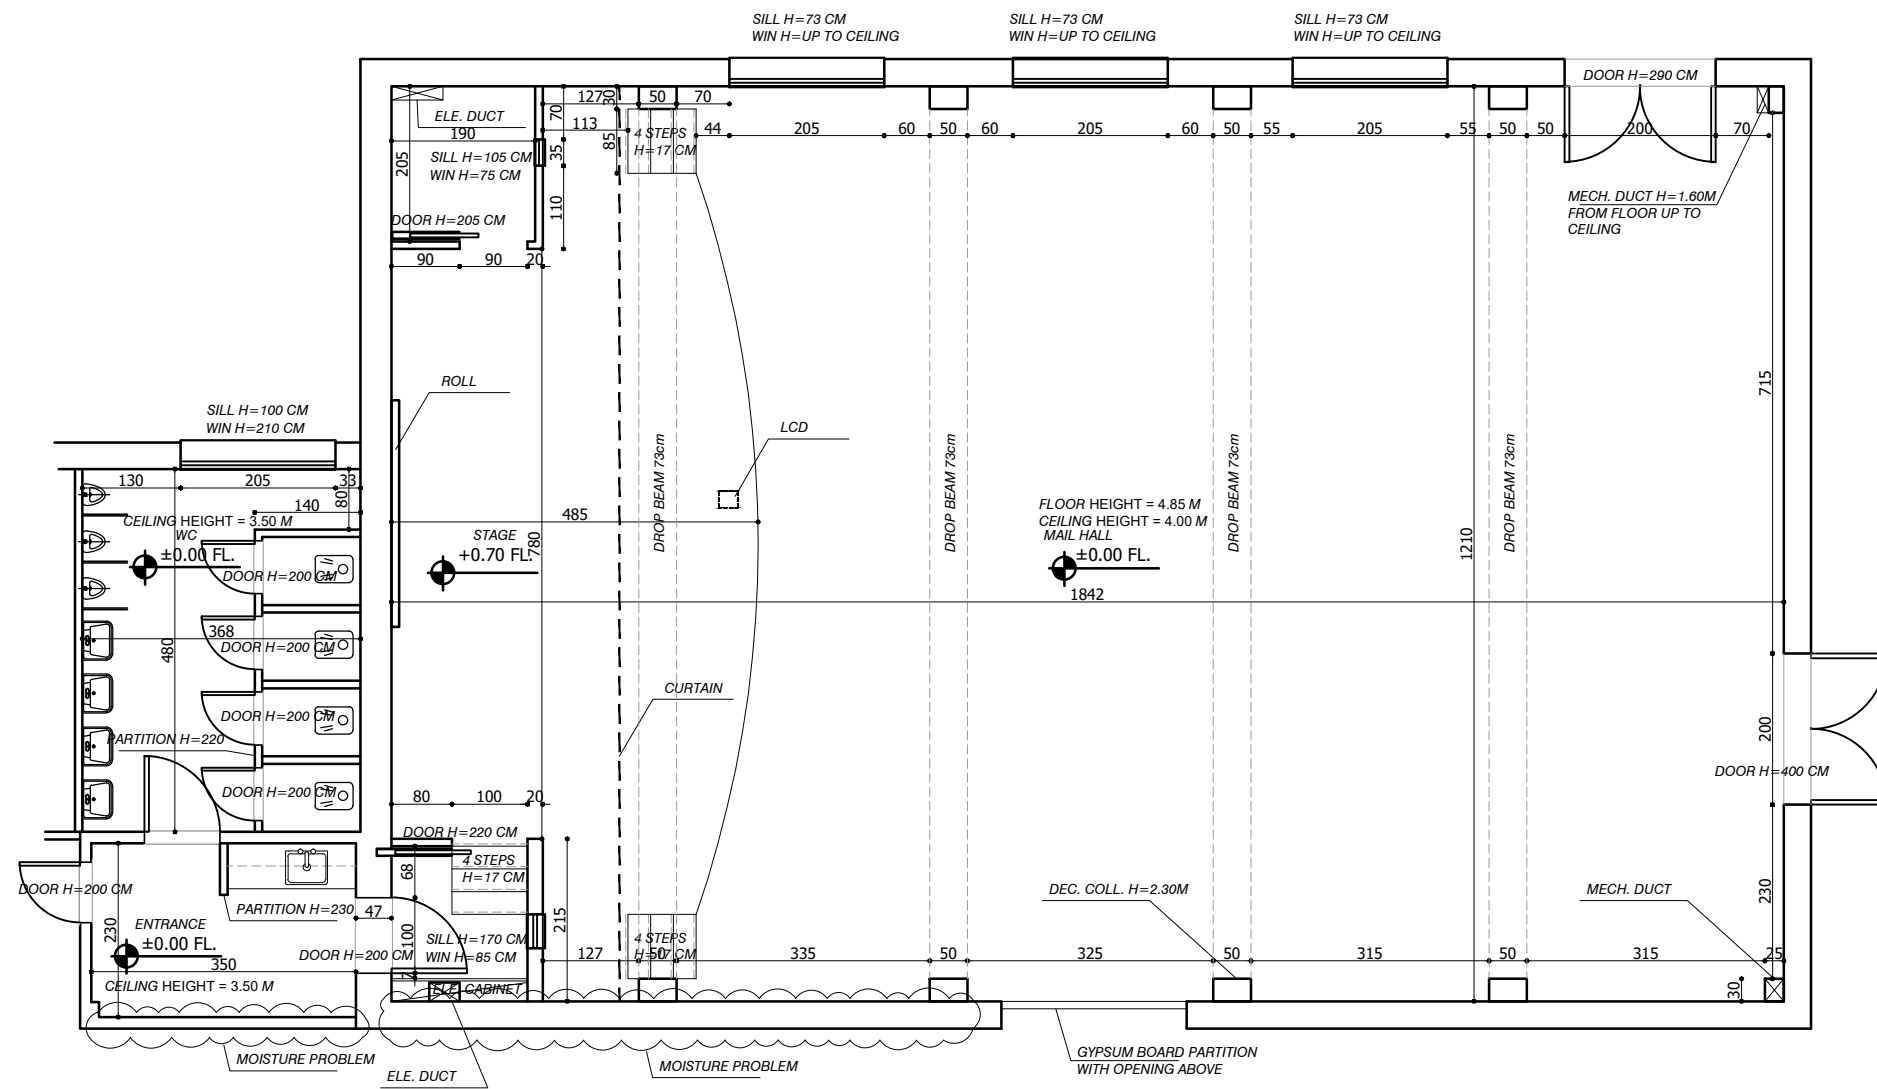 SILL H=73 CM
WIN H=UP TO CEILING
SILL H=73 CM
WIN H=UP TO CEILING
SILL H=73 CM
WIN H=UP TO CEILING
DOOR H=290 CM
127
30
50
70
ELE. DUCT
70
113
4 STEPS
H=17 CM
44
205
60
50
60
205
60
50
55
205
55
50
50
200
70
190
85
35
205
SILL H=105 CM
WIN H=75 CM
110
DOOR H=205 CM
MECH. DUCT H=1.60M
FROM FLOOR UP TO
CEILING
90
90
20
ROLL
715
SILL H=100 CM
WIN H=210 CM
LCD
130
205
33
80
140
CEILING HEIGHT = 3.50 M
WC
±0.00 FL.
485
STAGE
+0.70 FL.
780
DROP BEAM 73cm
DROP BEAM 73cm
DROP BEAM 73cm
DROP BEAM 73cm
FLOOR HEIGHT = 4.85 M
CEILING HEIGHT = 4.00 M
MAIL HALL
±0.00 FL.
1210
1842
DOOR H=200 CM
368
480
DOOR H=200 CM
DOOR H=200 CM
CURTAIN
PARTITION H=220
200
DOOR H=400 CM
DOOR H=200 CM
80
100
20
DOOR H=220 CM
4 STEPS
H=17 CM
68
DOOR H=200 CM
PARTITION H=230
47
215
DEC. COLL. H=2.30M
MECH. DUCT
230
230
ENTRANCE
±0.00 FL.
350
CEILING HEIGHT = 3.50 M
DOOR H=200 CM
100
SILL H=170 CM
WIN H=85 CM
7
ELE. CABINET
4 STEPS
H=17 CM
127
50
335
50
325
50
315
50
315
25
30
MOISTURE PROBLEM
ELE. DUCT
MOISTURE PROBLEM
GYPSUM BOARD PARTITION
WITH OPENING ABOVE